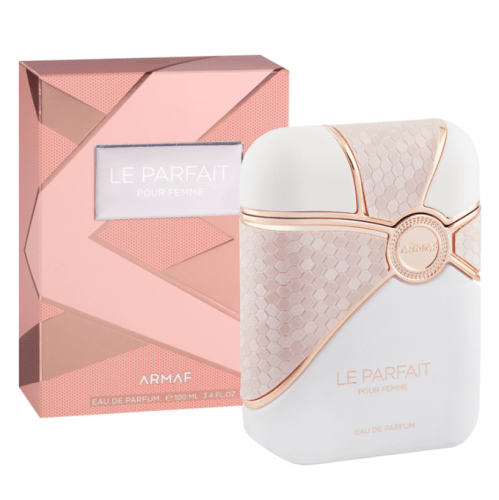 LE PARFAIT
POUR FEMME
ARMAF
EAU DE PARFUM. ℮ 100 ML 3.4 FL.OZ
ARMAF
LE PARFAIT
POUR FEMME
EAU DE PARFUM